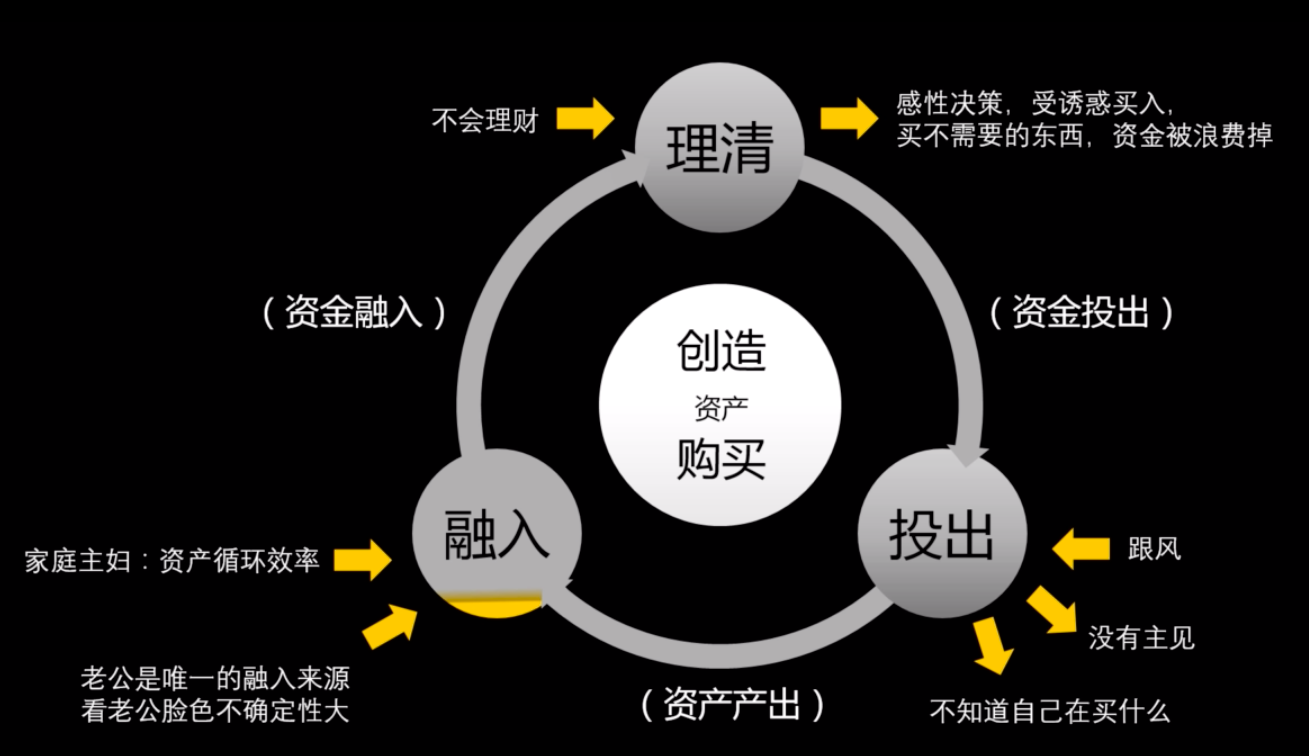 不会理财
理清
感性决策，受诱惑买入，
买不需要的东西，资金被浪费掉
（资金融入）
（资金投出）
创造
资产
购买
融入
投出
家庭主妇：资产循环效率
跟风
老公是唯一的融入来源
看老公脸色不确定性大
没有主见
（资产产出）
不知道自己在买什么